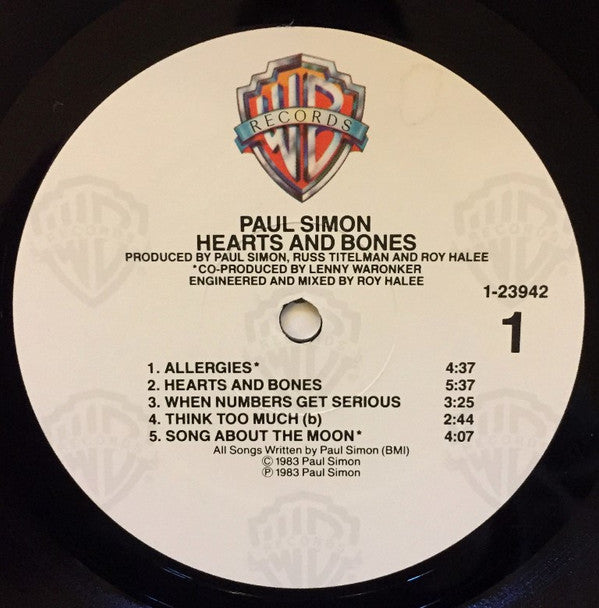 WB
RECORDS
PAUL SIMON
HEARTS AND BONES
PRODUCED BY PAUL SIMON, RUSS TITELMAN AND ROY HALEE
*CO-PRODUCED BY LENNY WARONKER
ENGINEERED AND MIXED BY ROY HALEE
1-23942
1
1. ALLERGIES* 4:37
2. HEARTS AND BONES 5:37
3. WHEN NUMBERS GET SERIOUS 3:25
4. THINK TOO MUCH (b) 2:44
5. SONG ABOUT THE MOON* 4:07
All Songs Written by Paul Simon (BMI)
© 1983 Paul Simon
℗ 1983 Paul Simon